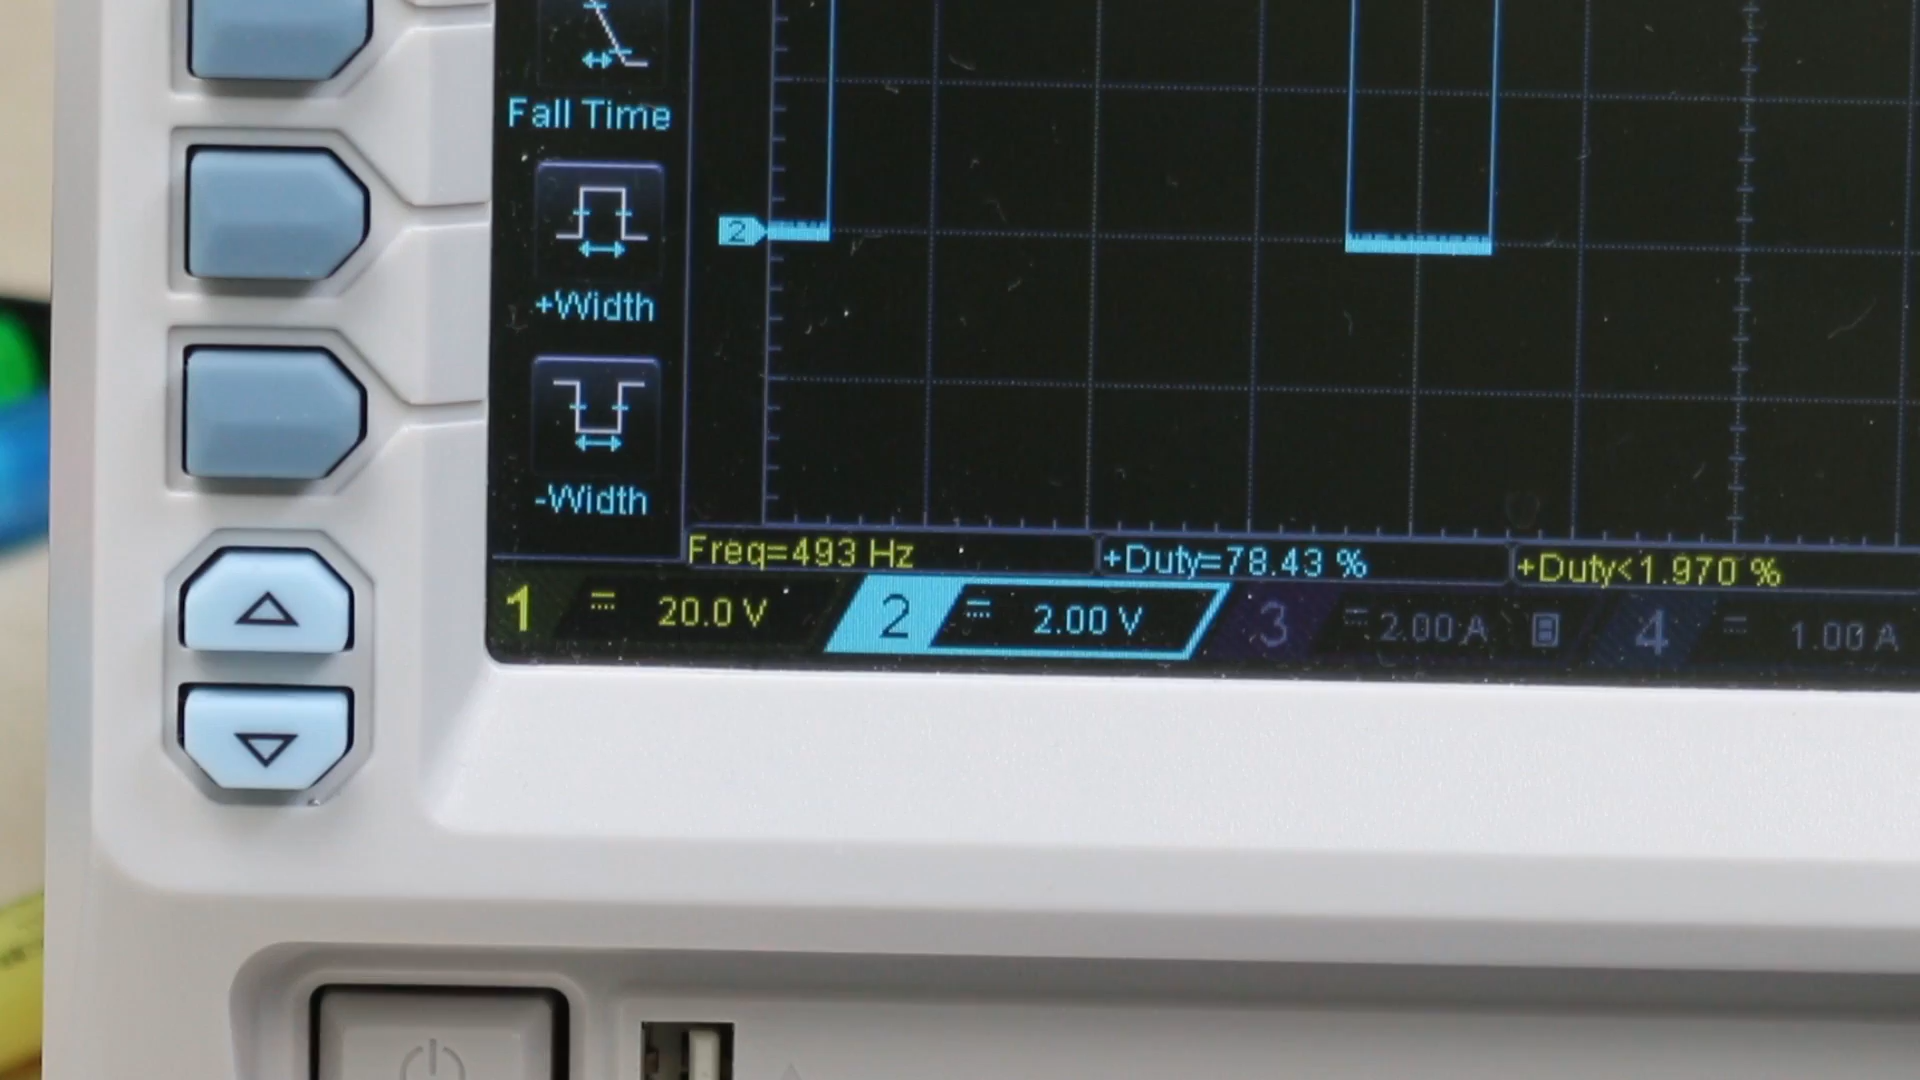 Fall Time
2
+Width
-Width
Freq=493 Hz +Duty=78.43 % +Duty<1.970 %
1 20.0 V 2 2.00 V 3 2.00 A B 4 1.00 A